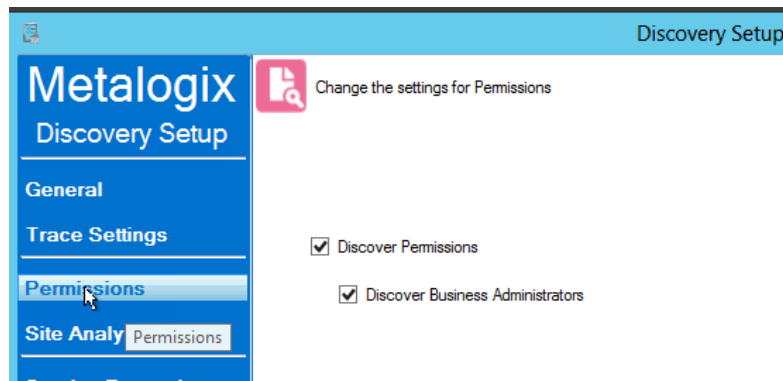 Discovery Setup
Metalogix
Discovery Setup
General
Trace Settings
Permissions
Site Analy
Permissions
Change the settings for Permissions
Discover Permissions
Discover Business Administrators